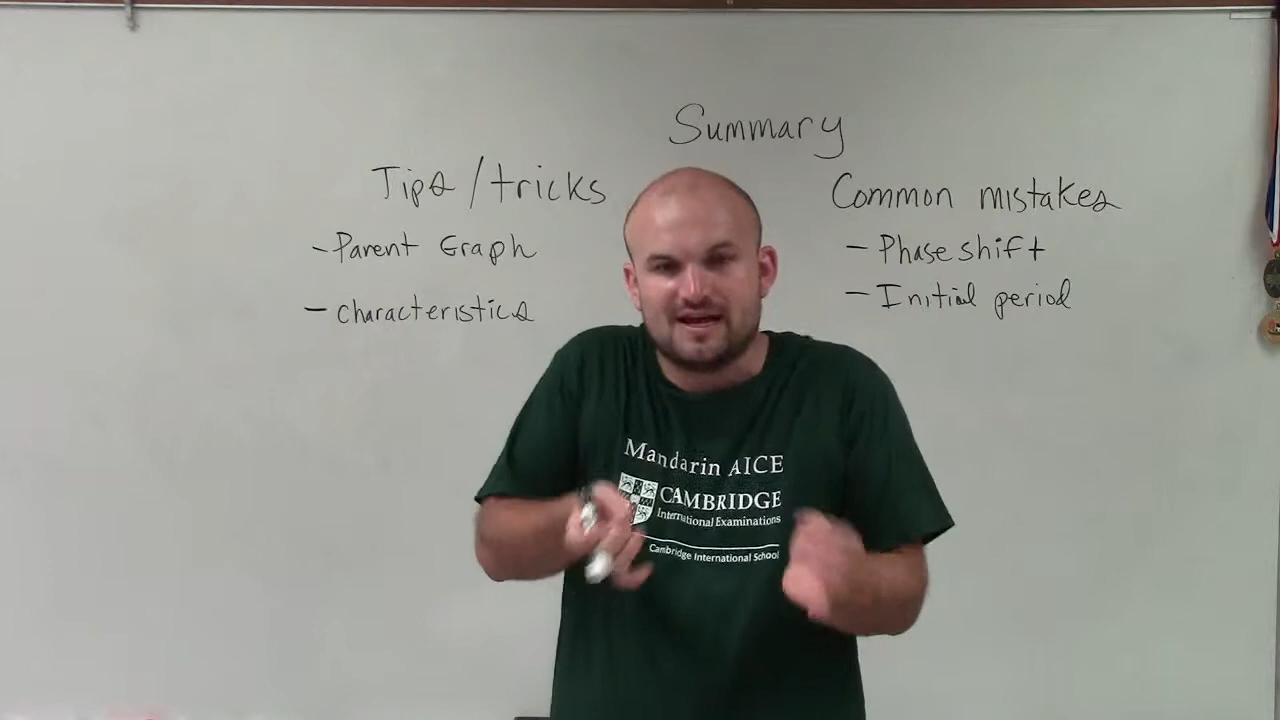 Summary
Tips/tricks
- Parent Graph
- characteristics
Common mistakes
- Phase shift
- Initial period
Mandarin AICE
CAMBRIDGE
International Examinations
Cambridge International School